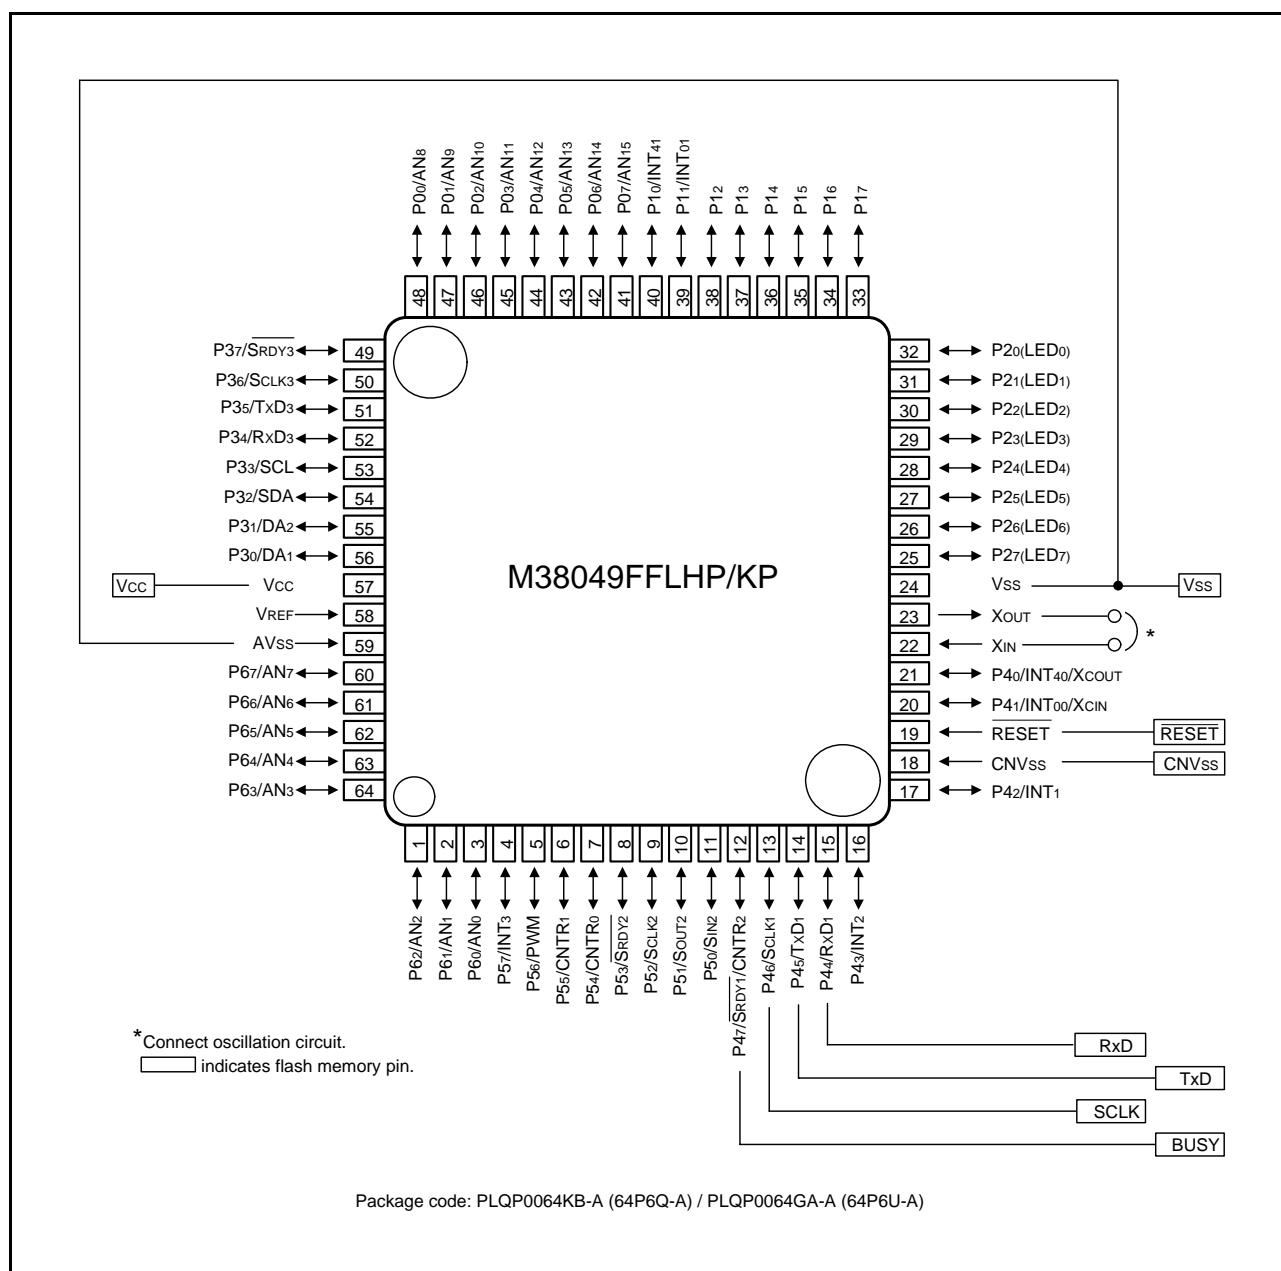 P00/AN8
P01/AN9
P02/AN10
P03/AN11
P04/AN12
P05/AN13
P06/AN14
P07/AN15
P10/INT41
P11/INT01
P12
P13
P14
P15
P16
P17
48
47
46
45
44
43
42
41
40
39
38
37
36
35
34
33
P37/SRDY3 49
P36/SCLK3 50
P35/TXD3 51
P34/RXD3 52
P33/SCL 53
P32/SDA 54
P31/DA2 55
P30/DA1 56
VCC VCC 57
VREF 58
AVSS 59
P67/AN7 60
P66/AN6 61
P65/AN5 62
P64/AN4 63
P63/AN3 64
M38049FFLHP/KP
32 P20(LED0)
31 P21(LED1)
30 P22(LED2)
29 P23(LED3)
28 P24(LED4)
27 P25(LED5)
26 P26(LED6)
25 P27(LED7)
24 VSS VSS
23 XOUT
22 XIN *
21 P40/INT40/XCOUT
20 P41/INT00/XCIN
19 RESET RESET
18 CNVSS CNVSS
17 P42/INT1
1
2
3
4
5
6
7
8
9
10
11
12
13
14
15
16
P62/AN2
P61/AN1
P60/AN0
P57/INT3
P56/PWM
P55/CNTR1
P54/CNTR0
P53/SRDY2
P52/SCLK2
P51/SOUT2
P50/SIN2
P47/SRDY1/CNTR2
P46/SCLK1
P45/TXD1
P44/RXD1
P43/INT2
RxD
TxD
SCLK
BUSY
*Connect oscillation circuit.
indicates flash memory pin.
Package code: PLQP0064KB-A (64P6Q-A) / PLQP0064GA-A (64P6U-A)